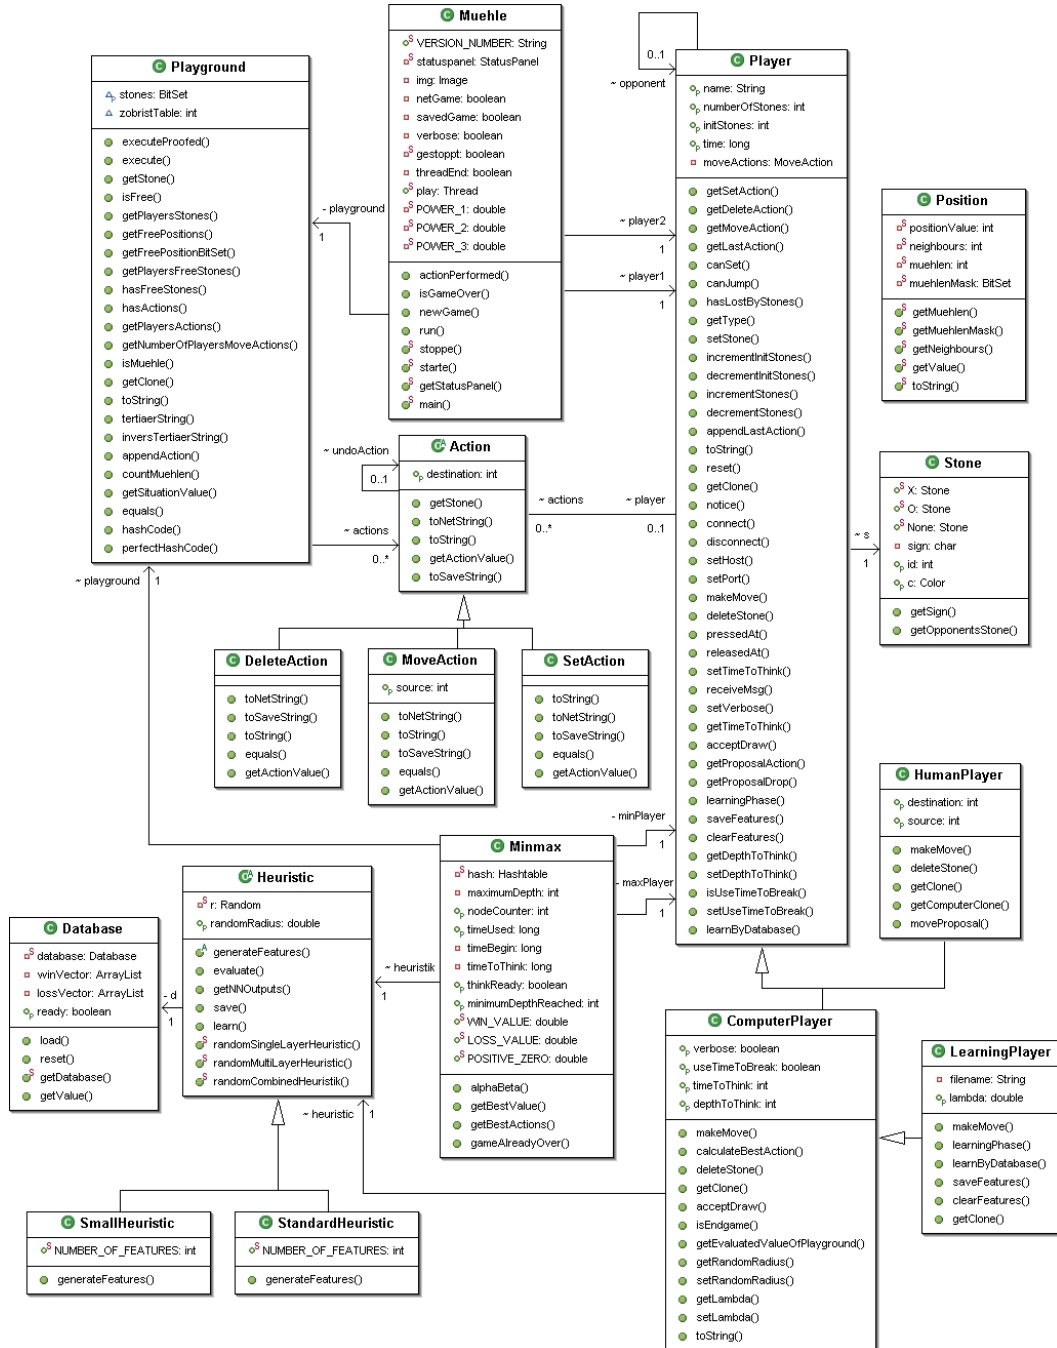 Muehle
VERSION_NUMBER: String
statuspanel: StatusPanel
img: Image
netGame: boolean
savedGame: boolean
verbose: boolean
gestoppt: boolean
threadEnd: boolean
play: Thread
POWER_1: double
POWER_2: double
POWER_3: double
actionPerformed()
isGameOver()
newGame()
run()
stoppe()
starte()
getStatusPanel()
main()
Playground
stones: BitSet
zobristTable: int
executeProofed()
execute()
getStone()
isFree()
getPlayersStones()
getFreePositions()
getFreePositionBitSet()
getPlayersFreeStones()
hasFreeStones()
hasActions()
getPlayersActions()
getNumberOfPlayersMoveActions()
isMuehle()
getClone()
toString()
tertiaerString()
inversTertiaerString()
appendAction()
countMuehlen()
getSituationValue()
equals()
hashCode()
perfectHashCode()
- playground
1
0..1
~ opponent
~ player2
1
~ player1
1
Player
name: String
numberOfStones: int
initStones: int
time: long
moveActions: MoveAction
getSetAction()
getDeleteAction()
getMoveAction()
getLastAction()
canSet()
canJump()
hasLostByStones()
getType()
setStone()
incrementInitStones()
decrementInitStones()
incrementStones()
decrementStones()
appendLastAction()
toString()
reset()
getClone()
notice()
connect()
disconnect()
setHost()
setPort()
makeMove()
deleteStone()
pressedAt()
releasedAt()
setTimeToThink()
receiveMsg()
setVerbose()
getTimeToThink()
acceptDraw()
getProposalAction()
getProposalDrop()
learningPhase()
saveFeatures()
clearFeatures()
getDepthToThink()
setDepthToThink()
isUseTimeToBreak()
setUseTimeToBreak()
learnByDatabase()
Position
positionValue: int
neighbours: int
muehlen: int
muehlenMask: BitSet
getMuehlen()
getMuehlenMask()
getNeighbours()
getValue()
toString()
~ undoAction
0..1
Action
destination: int
getStone()
toNetString()
toString()
getActionValue()
toSaveString()
~ actions
0..*
~ player
0..1
~ actions
0..*
~ s
1
Stone
X: Stone
O: Stone
None: Stone
sign: char
id: int
c: Color
getSign()
getOpponentsStone()
~ playground
1
DeleteAction
toNetString()
toSaveString()
toString()
equals()
getActionValue()
MoveAction
source: int
toNetString()
toString()
toSaveString()
equals()
getActionValue()
SetAction
toString()
toNetString()
toSaveString()
equals()
getActionValue()
HumanPlayer
destination: int
source: int
makeMove()
deleteStone()
getClone()
getComputerClone()
moveProposal()
- minPlayer
1
- maxPlayer
1
Minmax
hash: Hashtable
maximumDepth: int
nodeCounter: int
timeUsed: long
timeBegin: long
timeToThink: long
thinkReady: boolean
minimumDepthReached: int
WIN_VALUE: double
LOSS_VALUE: double
POSITIVE_ZERO: double
alphaBeta()
getBestValue()
getBestActions()
gameAlreadyOver()
~ heuristik
1
Heuristic
r: Random
randomRadius: double
generateFeatures()
evaluate()
getNNOutputs()
save()
learn()
randomSingleLayerHeuristic()
randomMultiLayerHeuristic()
randomCombinedHeuristik()
- d
1
Database
database: Database
winVector: ArrayList
lossVector: ArrayList
ready: boolean
load()
reset()
getDatabase()
getValue()
~ heuristic
1
ComputerPlayer
verbose: boolean
useTimeToBreak: boolean
timeToThink: int
depthToThink: int
makeMove()
calculateBestAction()
deleteStone()
getClone()
acceptDraw()
isEndgame()
getEvaluatedValueOfPlayground()
getRandomRadius()
setRandomRadius()
getLambda()
setLambda()
toString()
LearningPlayer
filename: String
lambda: double
makeMove()
learningPhase()
learnByDatabase()
saveFeatures()
clearFeatures()
getClone()
SmallHeuristic
NUMBER_OF_FEATURES: int
generateFeatures()
StandardHeuristic
NUMBER_OF_FEATURES: int
generateFeatures()